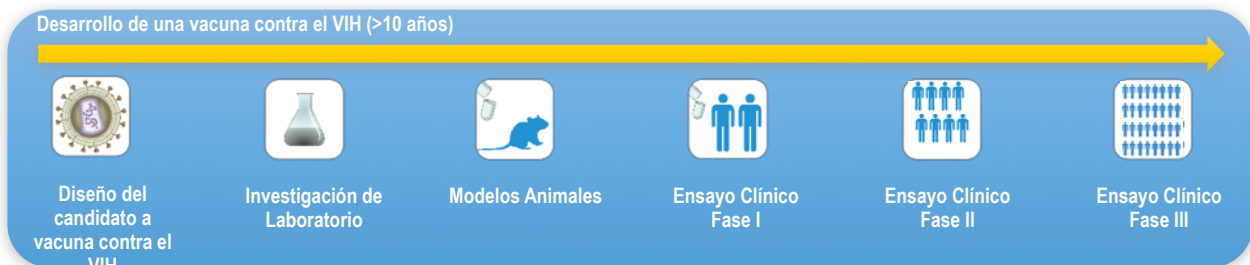 Desarrollo de una vacuna contra el VIH (>10 años)
Diseño del
candidato a
vacuna contra el
VIH
Investigación de
Laboratorio
Modelos Animales
Ensayo Clínico
Fase I
Ensayo Clínico
Fase II
Ensayo Clínico
Fase III